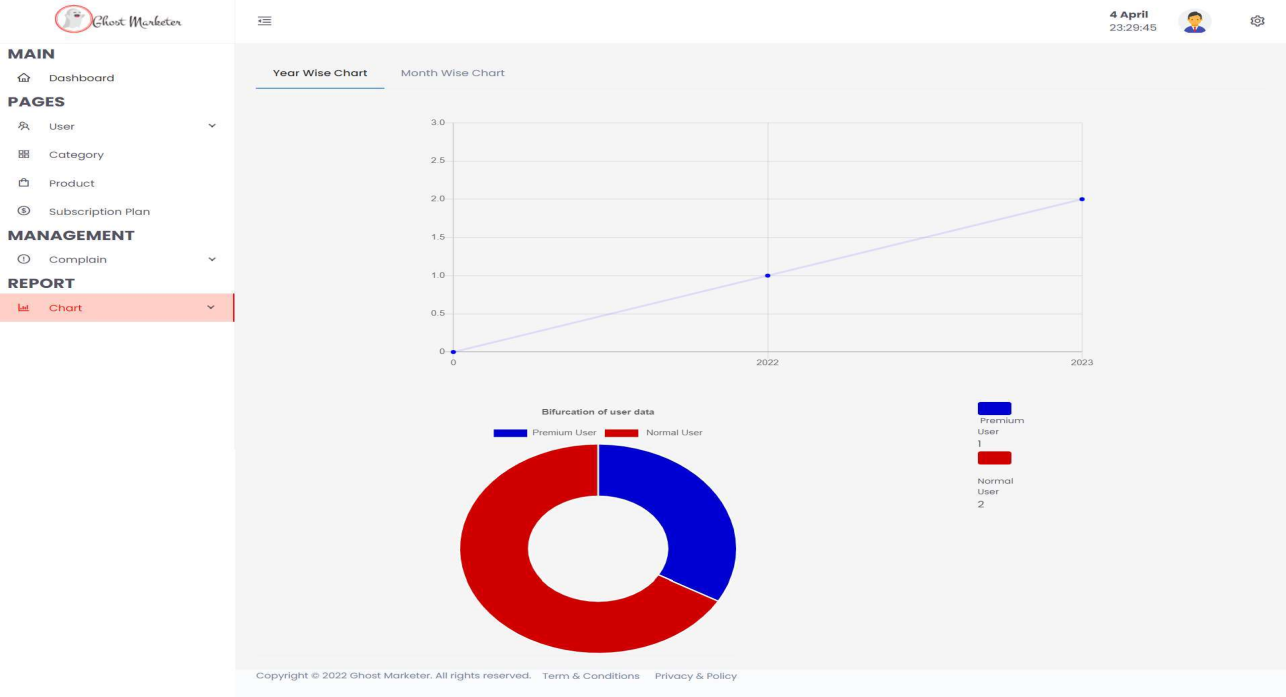 Ghost Marketer
4 April
23:29:45
MAIN
Dashboard
PAGES
User
Category
Product
Subscription Plan
MANAGEMENT
Complain
REPORT
Chart
Year Wise Chart Month Wise Chart
3.0
2.5
2.0
1.5
1.0
0.5
0
0 2022 2023
Bifurcation of user data
Premium User Normal User
Premium
User
1
Normal
User
2
Copyright © 2022 Ghost Marketer. All rights reserved. Term & Conditions Privacy & Policy